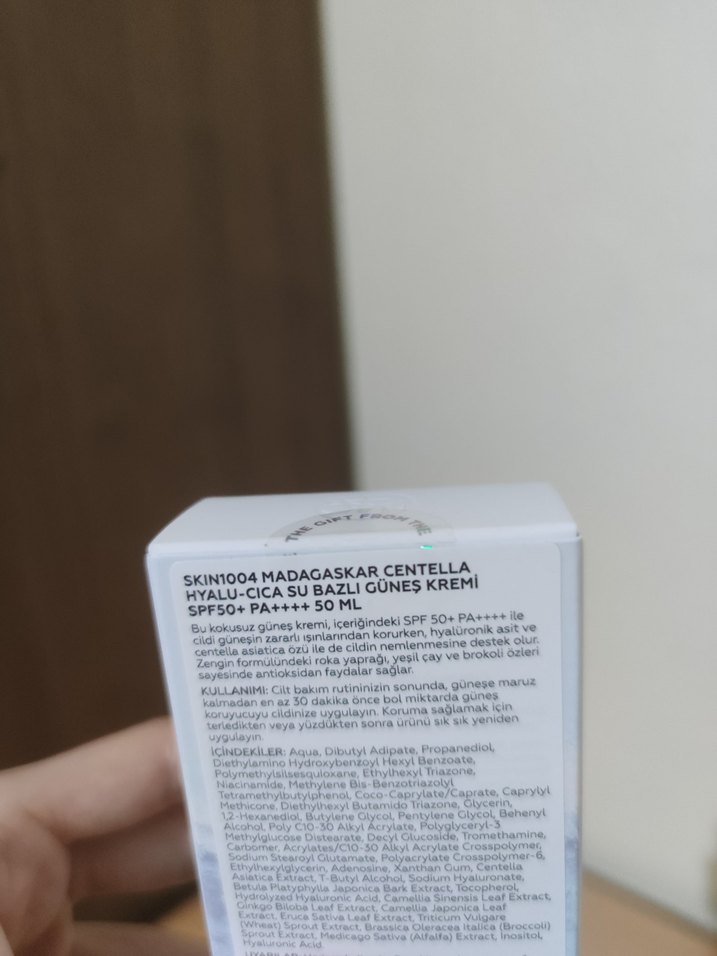 THE GIFT FROM THE
SKIN1004 MADAGASKAR CENTELLA
HYALU-CICA SU BAZLI GÜNEŞ KREMİ
SPF50+ PA++++ 50 ML
Bu kokusuz güneş kremi, içeriğindeki SPF 50+ PA++++ ile
cildi güneşin zararlı ışınlarından korurken, hyalüronik asit ve
centella asiatica özü ile de cildin nemlenmesine destek olur.
Zengin formülündeki roka yaprağı, yeşil çay ve brokoli özleri
sayesinde antioksidan faydalar sağlar.
KULLANIMI: Cilt bakım rutininizin sonunda, güneşe maruz
kalmadan en az 30 dakika önce bol miktarda güneş
koruyucuyu cildinize uygulayın. Koruma sağlamak için
terledikten veya yüzdükten sonra ürünü sık sık yeniden
uygulayın.
İÇİNDEKİLER: Aqua, Dibutyl Adipate, Propanediol,
Diethylamino Hydroxybenzoyl Hexyl Benzoate,
Polymethylsilsesquioxane, Ethylhexyl Triazone,
Niacinamide, Methylene Bis-Benzotriazolyl
Tetramethylbutylphenol, Coco-Caprylate/Caprate, Caprylyl
Methicone, Diethylhexyl Butamido Triazone, Glycerin,
1,2-Hexanediol, Butylene Glycol, Pentylene Glycol, Behenyl
Alcohol, Poly C10-30 Alkyl Acrylate, Polyglyceryl-3
Methylglucose Distearate, Decyl Glucoside, Tromethamine,
Carbomer, Acrylates/C10-30 Alkyl Acrylate Crosspolymer,
Sodium Stearoyl Glutamate, Polyacrylate Crosspolymer-6,
Ethylhexylglycerin, Adenosine, Xanthan Gum, Centella
Asiatica Extract, T-Butyl Alcohol, Sodium Hyaluronate,
Betula Platyphylla Japonica Bark Extract, Tocopherol,
Hydrolyzed Hyaluronic Acid, Camellia Sinensis Leaf Extract,
Ginkgo Biloba Leaf Extract, Camellia Japonica Leaf
Extract, Eruca Sativa Leaf Extract, Triticum Vulgare
(Wheat) Sprout Extract, Brassica Oleracea Italica (Broccoli)
Sprout Extract, Medicago Sativa (Alfalfa) Extract, Inositol,
Hyaluronic Acid